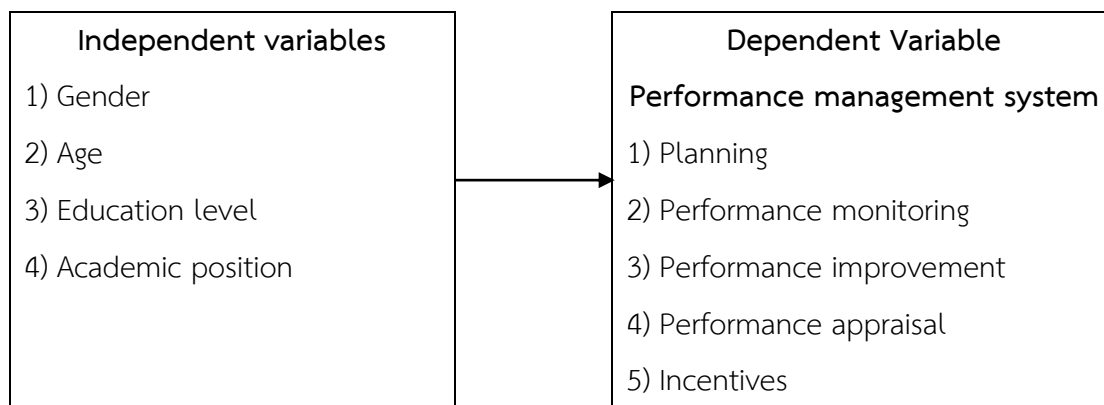 Independent variables
1) Gender
2) Age
3) Education level
4) Academic position
Dependent Variable
Performance management system
1) Planning
2) Performance monitoring
3) Performance improvement
4) Performance appraisal
5) Incentives